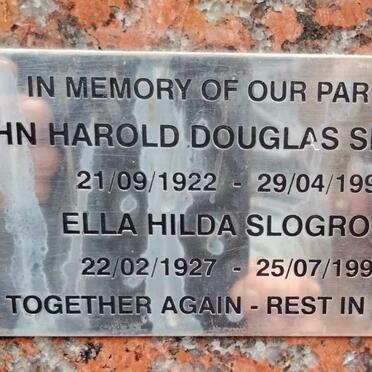 IN MEMORY OF OUR PAR
HN HAROLD DOUGLAS S
21/09/1922 - 29/04/199
ELLA HILDA SLOGRO
22/02/1927 - 25/07/199
TOGETHER AGAIN - REST IN